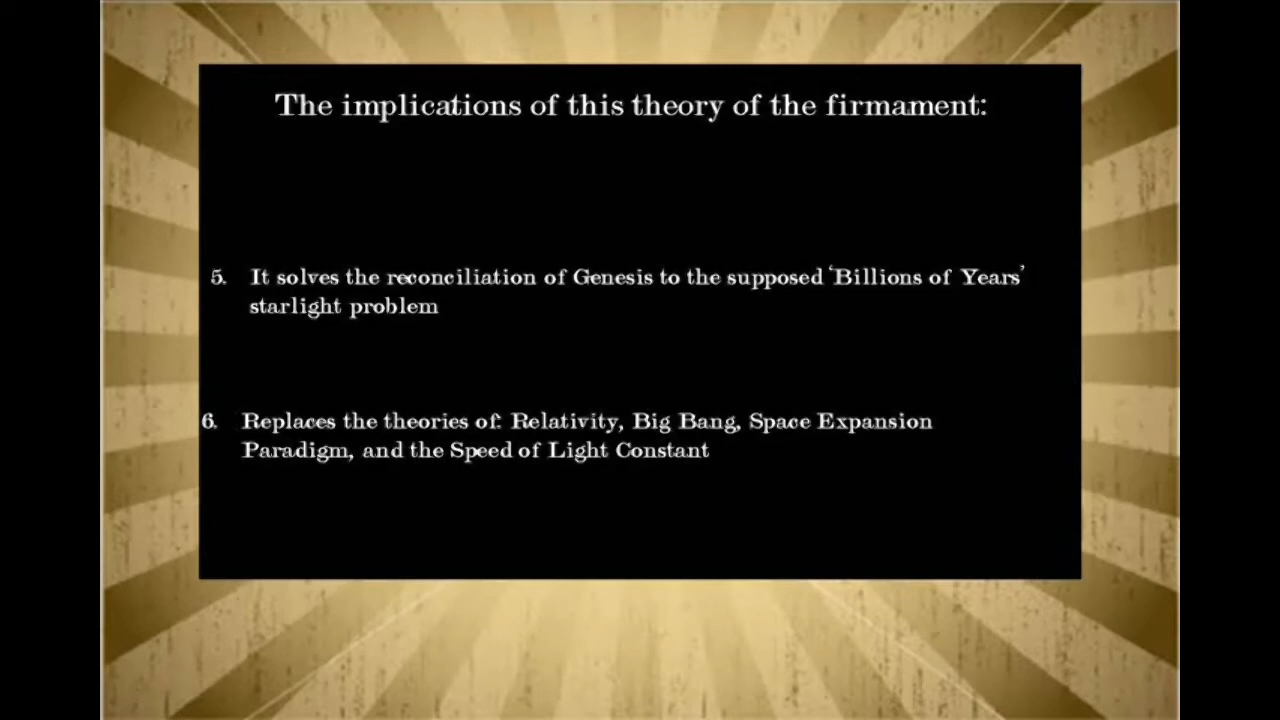 The implications of this theory of the firmament:
5. It solves the reconciliation of Genesis to the supposed 'Billions of Years'
starlight problem
6. Replaces the theories of: Relativity, Big Bang, Space Expansion
Paradigm, and the Speed of Light Constant